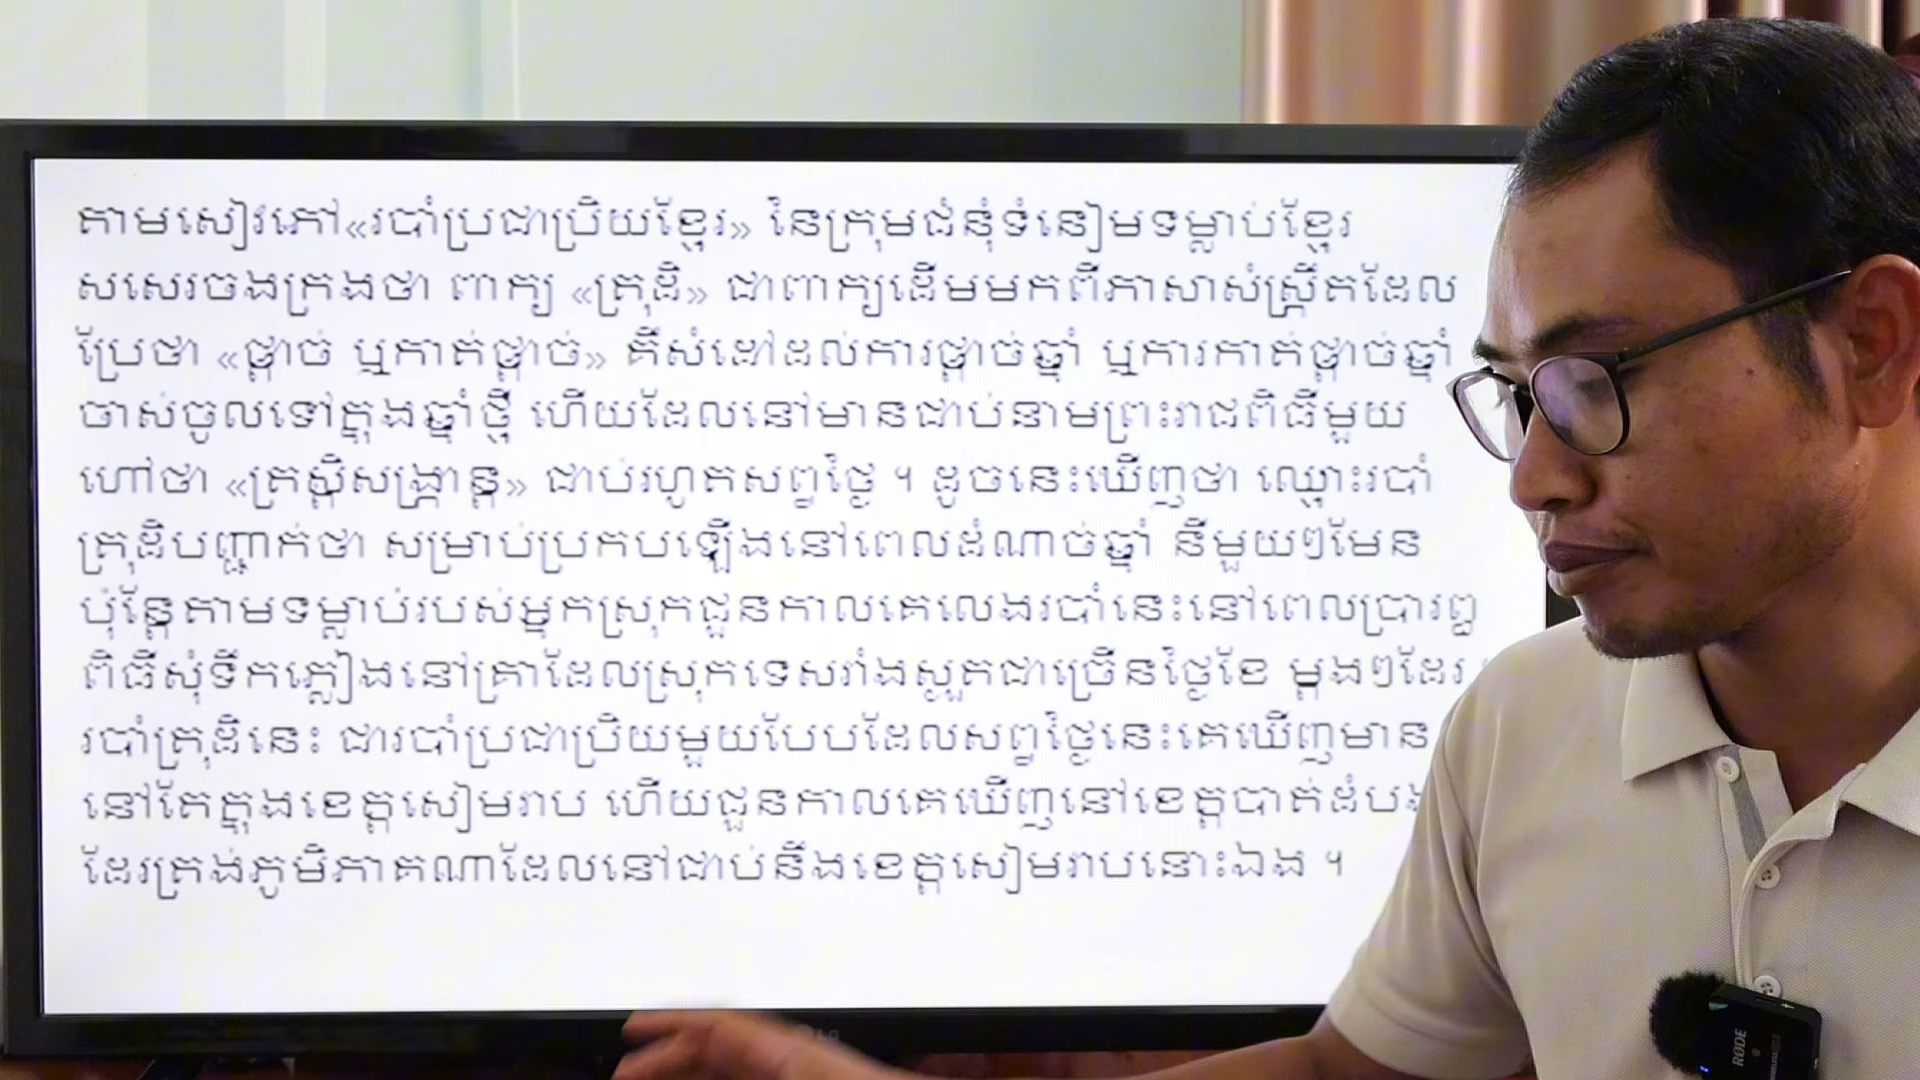 តាមសៀវភៅ«របាំប្រជាប្រិយខ្មែរ» នៃក្រុមជំនុំទំនៀមទម្លាប់ខ្មែរ
សសេរចងក្រងថា ពាក្យ «ត្រុដិ» ជាពាក្យដើមមកពីភាសាសំស្ក្រឹតដែល
ប្រែថា «ផ្តាច់ ឬកាត់ផ្តាច់» គឺសំដៅដល់ការផ្តាច់ឆ្នាំ ឬការកាត់ផ្តាច់ឆ្នាំ
ចាស់ចូលទៅក្នុងឆ្នាំថ្មី ហើយដែលនៅមានជាប់នាមព្រះរាជពិធីមួយ
ហៅថា «ត្រស្តិសង្ក្រាន្ត» ជាប់រហូតសព្វថ្ងៃ ។ ដូចនេះឃើញថា ឈ្មោះរបាំ
ត្រុដិបញ្ជាក់ថា សម្រាប់ប្រកបឡើងនៅពេលដំណាច់ឆ្នាំ នីមួយៗមែន
ប៉ុន្តែតាមទម្លាប់របស់អ្នកស្រុកជួនកាលគេលេងរបាំនេះនៅពេលប្រារព្ធ
ពិធីសុំទឹកភ្លៀងនៅគ្រាដែលស្រុកទេសរាំងស្ងួតជាច្រើនថ្ងៃខែ ម្តងៗដែរ
របាំត្រុដិនេះ ជារបាំប្រជាប្រិយមួយបែបដែលសព្វថ្ងៃនេះគេឃើញមាន
នៅតែក្នុងខេត្តសៀមរាប ហើយជួនកាលគេឃើញនៅខេត្តបាត់ដំបង
ដែរត្រង់ភូមិភាគណាដែលនៅជាប់នឹងខេត្តសៀមរាបនោះឯង ។
RODE